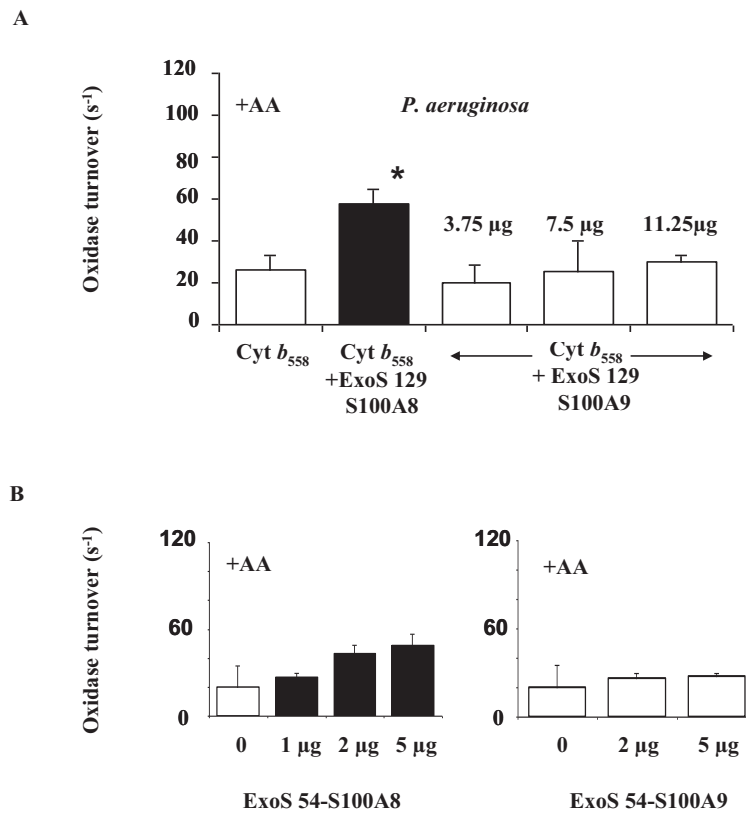 A
Oxidase turnover (s-1)
120
100
80
60
40
20
0
+AA
P. aeruginosa
*
3.75 µg 7.5 µg 11.25µg
Cyt b558
Cyt b558
+ExoS 129
S100A8
Cyt b558
+ ExoS 129
S100A9
B
Oxidase turnover (s-1)
120
60
0
+AA
0 1 µg 2 µg 5 µg
ExoS 54-S100A8
120
60
0
+AA
0 2 µg 5 µg
ExoS 54-S100A9